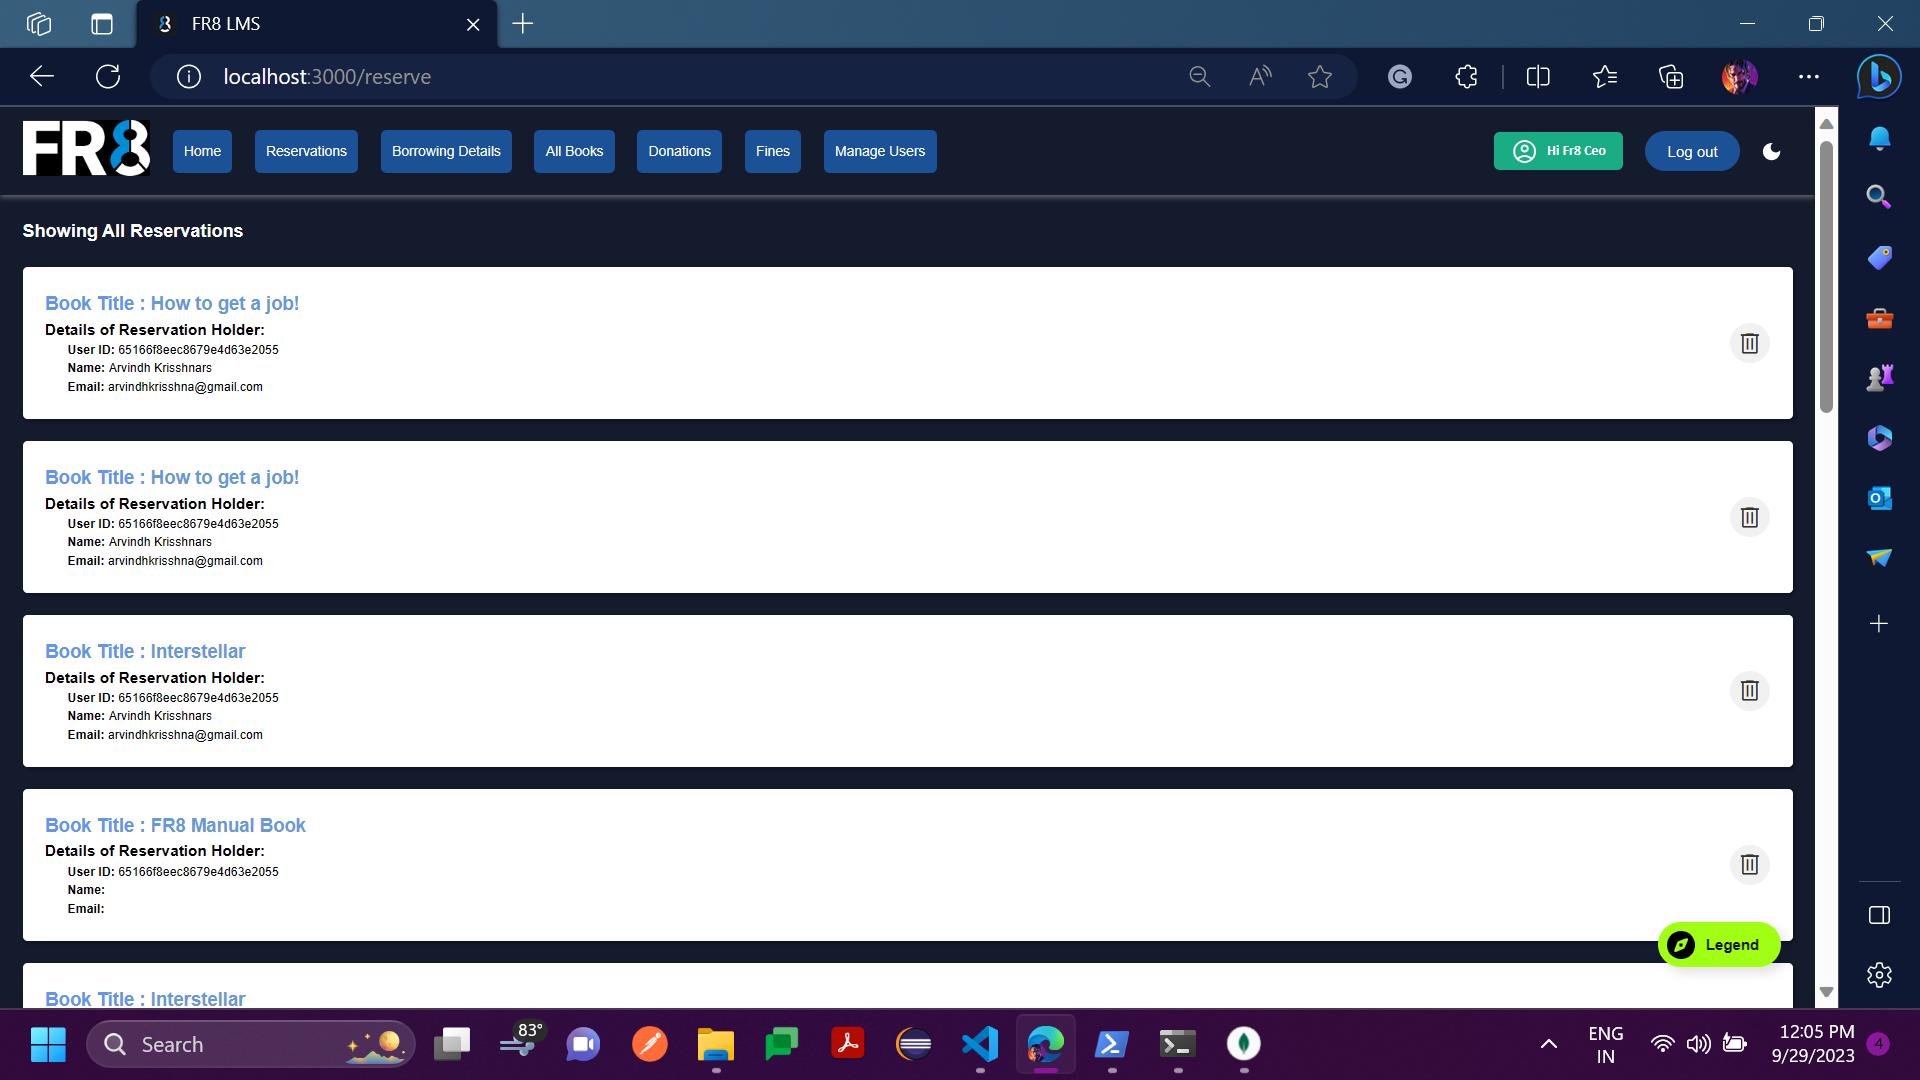 FR8 LMS
localhost:3000/reserve
FR8
Home
Reservations
Borrowing Details
All Books
Donations
Fines
Manage Users
Hi Fr8 Ceo
Log out
Showing All Reservations
Book Title : How to get a job!
Details of Reservation Holder:
User ID: 65166f8eec8679e4d63e2055
Name: Arvindh Krisshnars
Email: arvindhkrisshna@gmail.com
Book Title : How to get a job!
Details of Reservation Holder:
User ID: 65166f8eec8679e4d63e2055
Name: Arvindh Krisshnars
Email: arvindhkrisshna@gmail.com
Book Title : Interstellar
Details of Reservation Holder:
User ID: 65166f8eec8679e4d63e2055
Name: Arvindh Krisshnars
Email: arvindhkrisshna@gmail.com
Book Title : FR8 Manual Book
Details of Reservation Holder:
User ID: 65166f8eec8679e4d63e2055
Name:
Email:
Legend
Book Title : Interstellar
Search
83°
ENG
IN
12:05 PM
9/29/2023
4